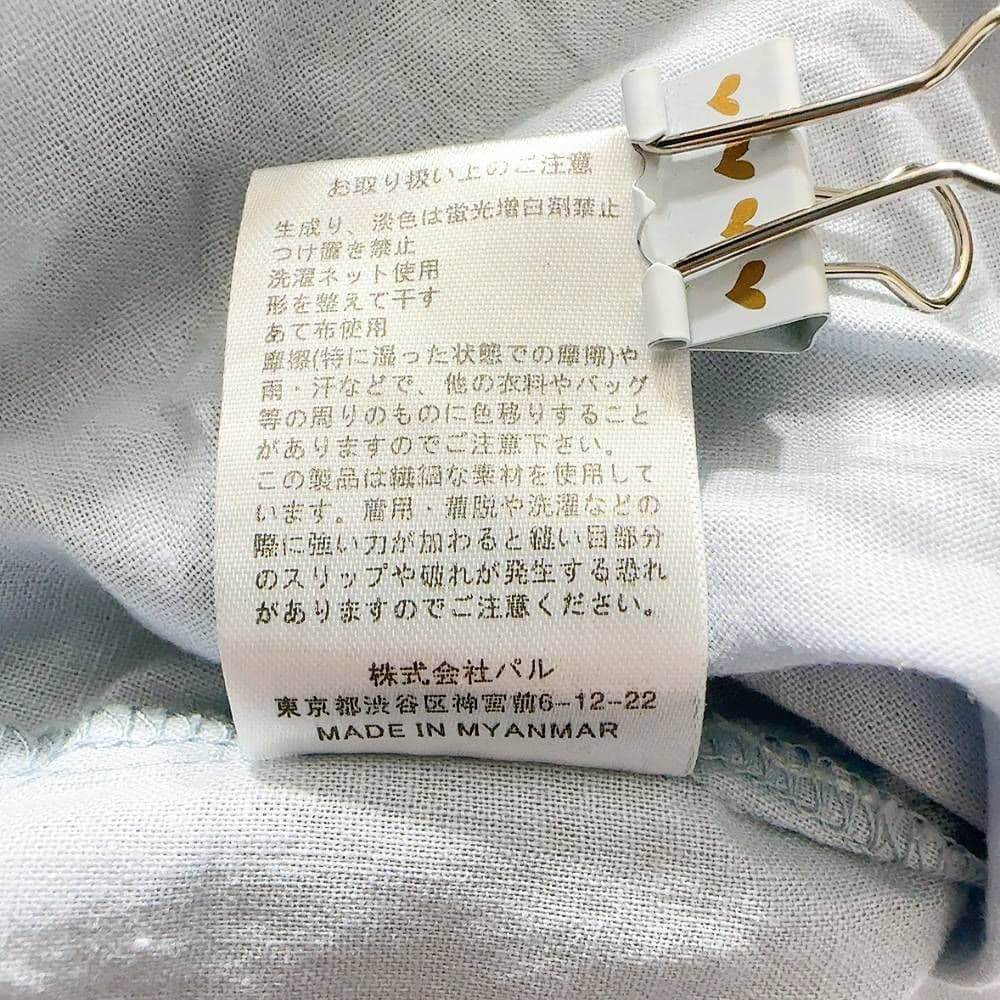 お取り扱い上のご注意
生成り、淡色は蛍光増白剤禁止
つけ置き禁止
洗濯ネット使用
形を整えて干す
あて布使用
摩擦(特に湿った状態での摩擦)や
雨・汗などで、他の衣料やバッグ
等の周りのものに色移りすること
がありますのでご注意下さい。
この製品は繊細な素材を使用して
います。着用・着脱や洗濯などの
際に強い力が加わると縫い目部分
のスリップや破れが発生する恐れ
がありますのでご注意ください。
株式会社パル
東京都渋谷区神宮前6-12-22
MADE IN MYANMAR